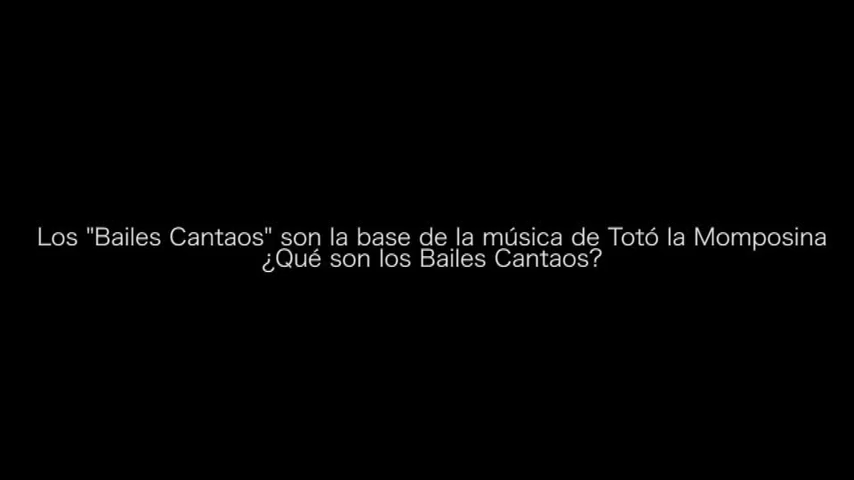 Los "Bailes Cantaos" son la base de la música de Totó la Momposina
¿Qué son los Bailes Cantaos?